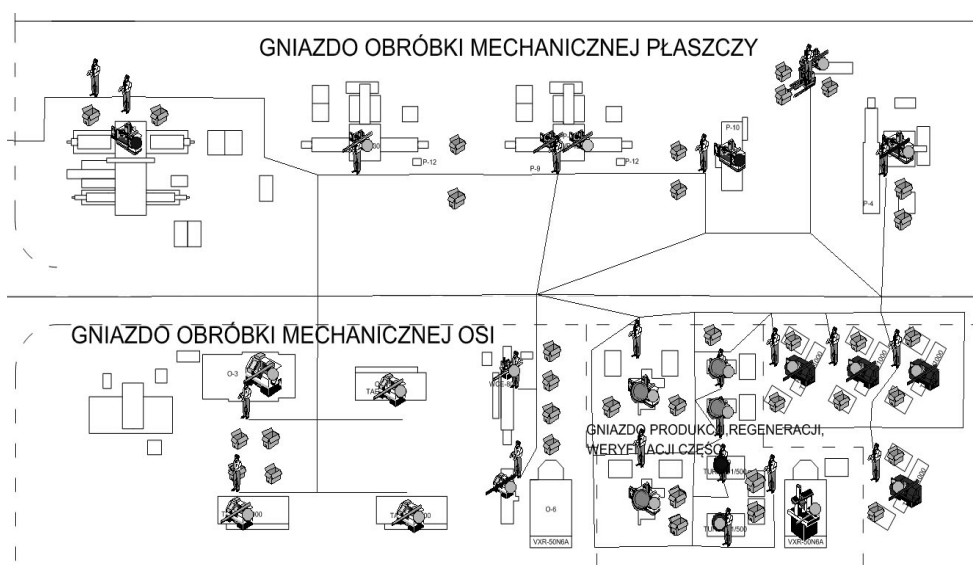 GNIAZDO OBRÓBKI MECHANICZNEJ PŁASZCZY
P-10
P-12
P-9
P-12
P-4
GNIAZDO OBRÓBKI MECHANICZNEJ OSI
O-3
GNIAZDO PRODUKCJI,REGENERACJI,
WERYFIKACJI CZĘŚCI
O-6
VXR-50N6A
VXR-50N6A